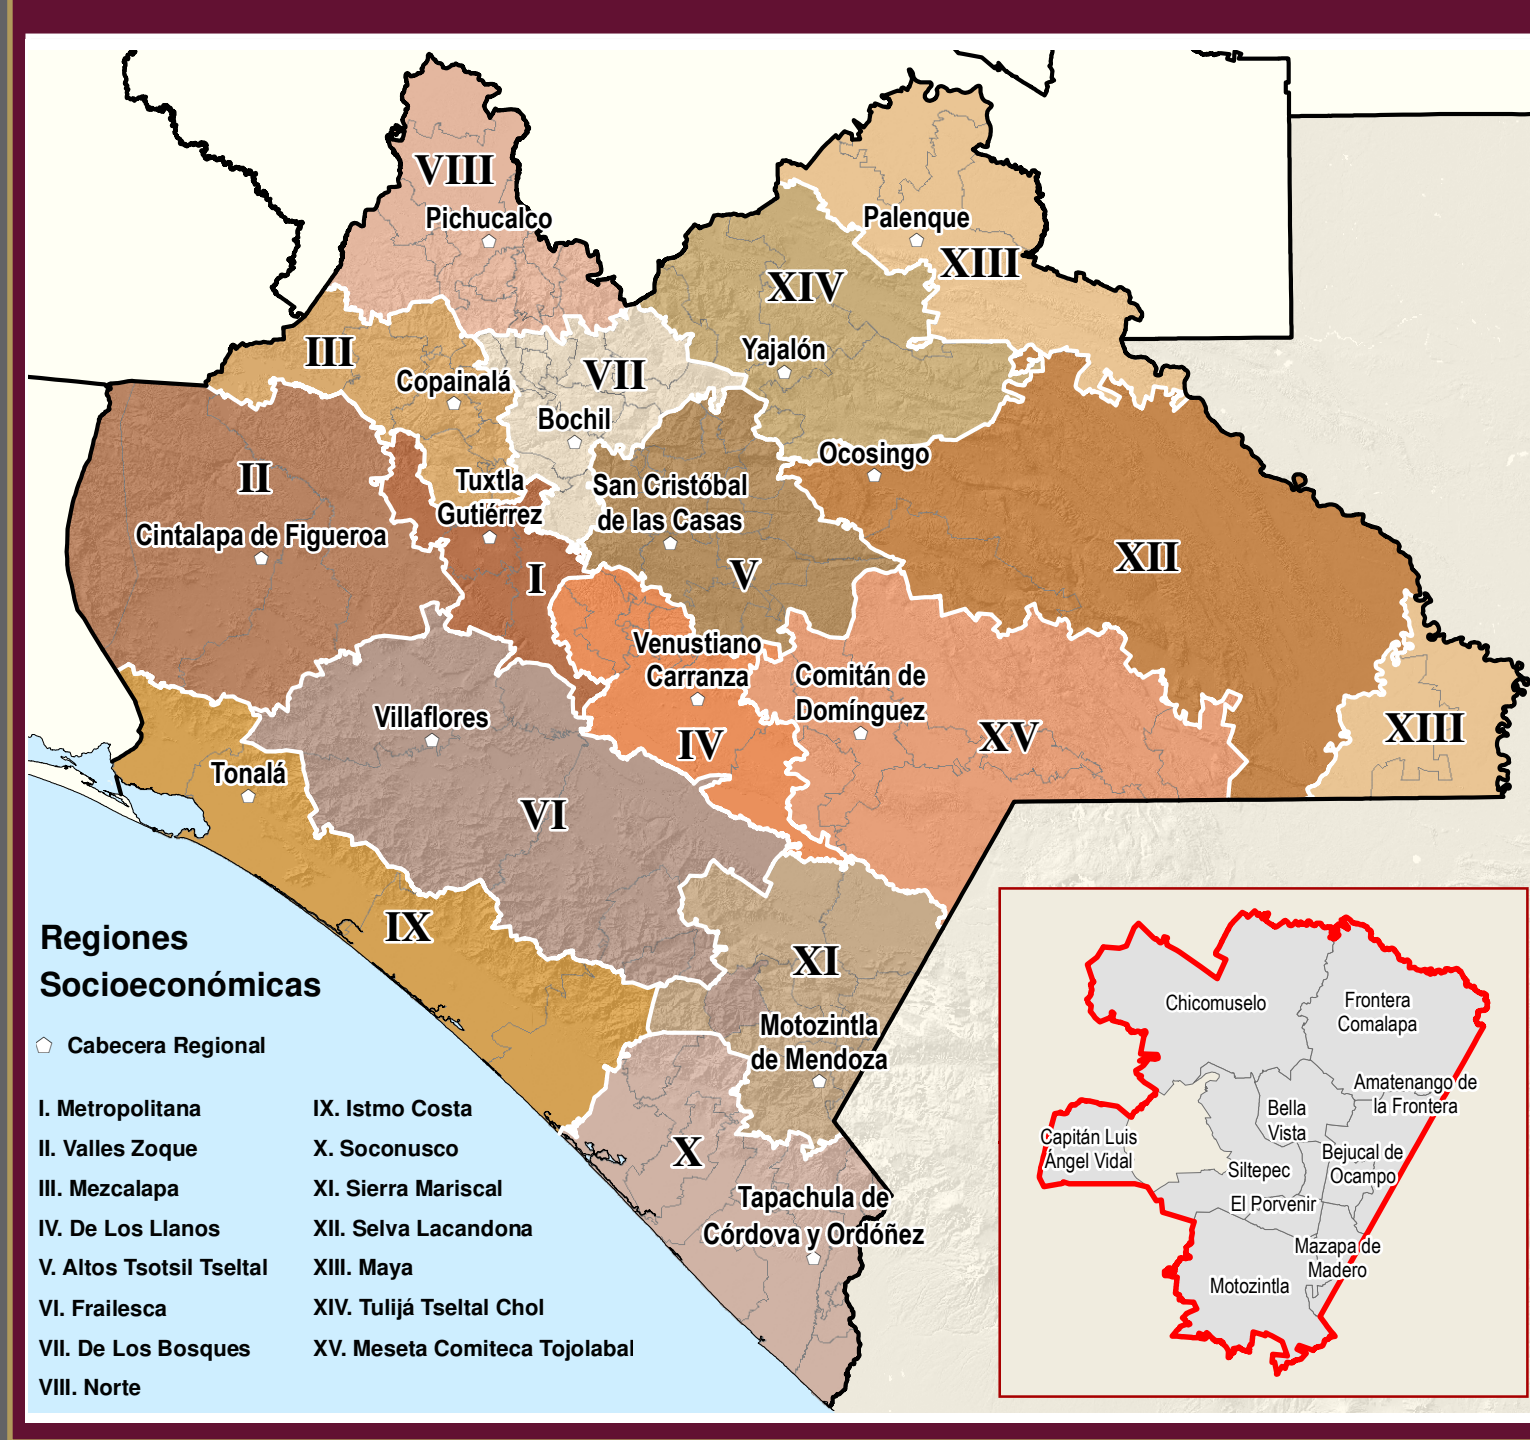 VIII
Pichucalco
Palenque
XIII
XIV
III
Yajalón
VII
Copainalá
Bochil
Ocosingo
II
Tuxtla
Gutiérrez
San Cristóbal
de las Casas
Cintalapa de Figueroa
XII
I
V
Venustiano
Carranza
Comitán de
Domínguez
Villaflores
IV
XV
XIII
Tonalá
VI
IX
XI
Motozintla
de Mendoza
X
Tapachula de
Córdova y Ordóñez
Regiones
Socioeconómicas
Cabecera Regional
I. Metropolitana
II. Valles Zoque
III. Mezcalapa
IV. De Los Llanos
V. Altos Tsotsil Tseltal
VI. Frailesca
VII. De Los Bosques
VIII. Norte
IX. Istmo Costa
X. Soconusco
XI. Sierra Mariscal
XII. Selva Lacandona
XIII. Maya
XIV. Tulijá Tseltal Chol
XV. Meseta Comiteca Tojolabal
Chicomuselo
Frontera
Comalapa
Amatenango de
la Frontera
Bella
Vista
Capitán Luis
Ángel Vidal
Bejucal de
Ocampo
Siltepec
El Porvenir
Mazapa de
Madero
Motozintla